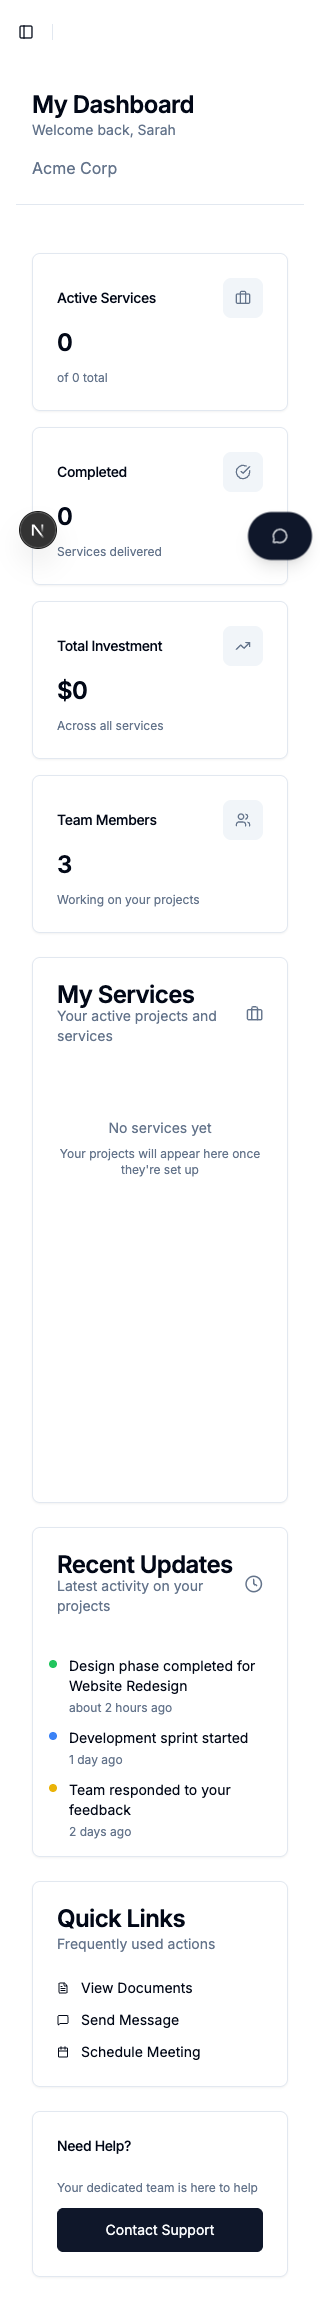 My Dashboard
Welcome back, Sarah
Acme Corp
Active Services
0
of 0 total
Completed
0
N
Services delivered
Total Investment
$0
Across all services
Team Members
3
Working on your projects
My Services
Your active projects and
services
No services yet
Your projects will appear here once
they're set up
Recent Updates
Latest activity on your
projects
Design phase completed for
Website Redesign
about 2 hours ago
Development sprint started
1 day ago
Team responded to your
feedback
2 days ago
Quick Links
Frequently used actions
View Documents
Send Message
Schedule Meeting
Need Help?
Your dedicated team is here to help
Contact Support